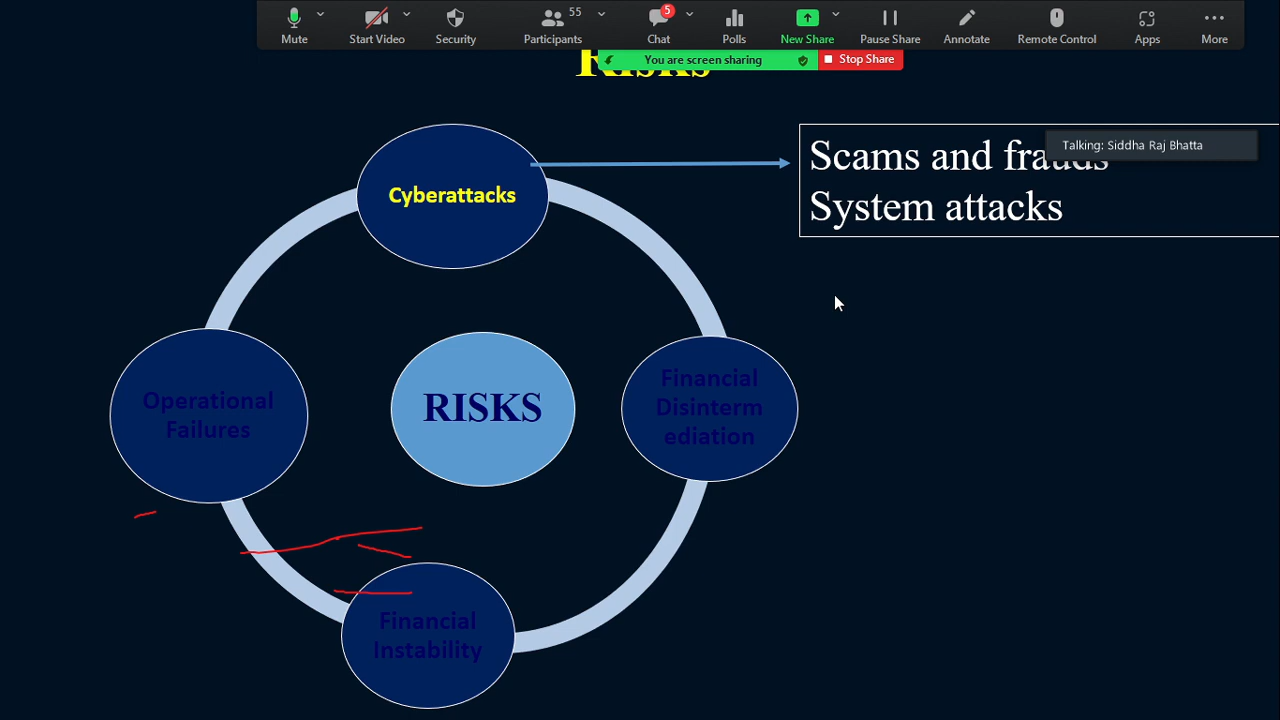 Mute
Start Video
Security
Participants
55
Chat
5
Polls
New Share
Pause Share
Annotate
Remote Control
Apps
More
You are screen sharing
Stop Share
Risks
Talking: Siddha Raj Bhatta
Scams and frauds
System attacks
Cyberattacks
Operational
Failures
RISKS
Financial
Disinterm
ediation
Financial
Instability